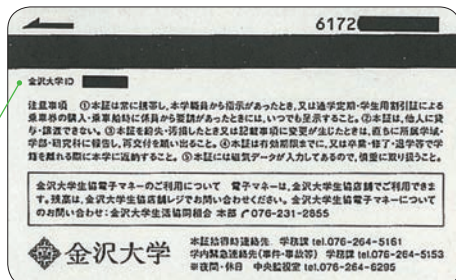 6172
金沢大学ID
注意事項 ①本証は常に携帯し,本学職員から指示があったとき,又は通学定期・学生用割引証による
乗車券の購入・乗車船時に係員から要請があったときには,いつでも呈示すること。②本証は,他人に貸
与・譲渡できない。③本証を紛失・汚損したとき又は記載事項に変更が生じたときは,直ちに所属学域・
学部・研究科に報告し,再交付を願い出ること。④本証は有効期限までに,又は卒業・修了・退学等で学
籍を離れる際に本学に返納すること。⑤本証には磁気データが入力してあるので,慎重に取り扱うこと。
金沢大学生協電子マネーのご利用について 電子マネーは,金沢大学生協店舗でご利用できま
す。残高は,金沢大学生協店舗レジでお問い合わせください。金沢大学生協電子マネーについて
のお問い合わせ:金沢大学生活協同組合 本部 076-231-2855
金沢大学
本証拾得時連絡先 学務課 tel.076-264-5161
学内緊急連絡先(事件・事故等) 学務課 tel.076-264-5153
※夜間・休日 中央監視室 tel.076-264-6295